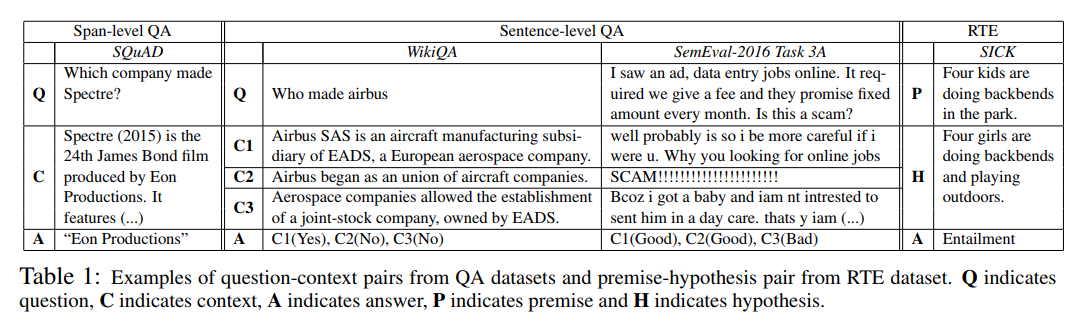 Span-level QA Sentence-level QA RTE
SQuAD WikiQA SemEval-2016 Task 3A SICK
Q
Which company made
Spectre?
Q
Who made airbus
I saw an ad, data entry jobs online. It req-
uired we give a fee and they promise fixed
amount every month. Is this a scam?
P
Four kids are
doing backbends
in the park.
C
Spectre (2015) is the
24th James Bond film
produced by Eon
Productions. It
features (...)
C1
Airbus SAS is an aircraft manufacturing subsi-
diary of EADS, a European aerospace company.
well probably is so i be more careful if i
were u. Why you looking for online jobs
C2
Airbus began as an union of aircraft companies.
SCAM!!!!!!!!!!!!!!!!!!!!!!
C3
Aerospace companies allowed the establishment
of a joint-stock company, owned by EADS.
Bcoz i got a baby and iam nt intrested to
sent him in a day care. thats y iam (...)
H
Four girls are
doing backbends
and playing
outdoors.
A “Eon Productions” A C1(Yes), C2(No), C3(No) C1(Good), C2(Good), C3(Bad) A Entailment
Table 1: Examples of question-context pairs from QA datasets and premise-hypothesis pair from RTE dataset. Q indicates
question, C indicates context, A indicates answer, P indicates premise and H indicates hypothesis.